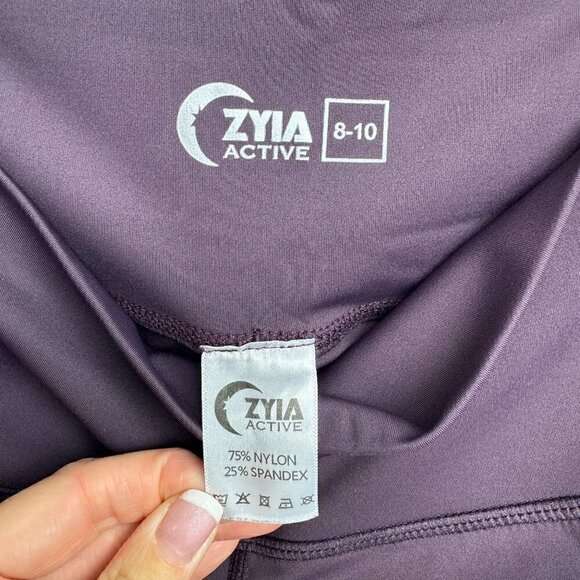 ZYIA
ACTIVE
8-10
ZYIA
ACTIVE
75% NYLON
25% SPANDEX